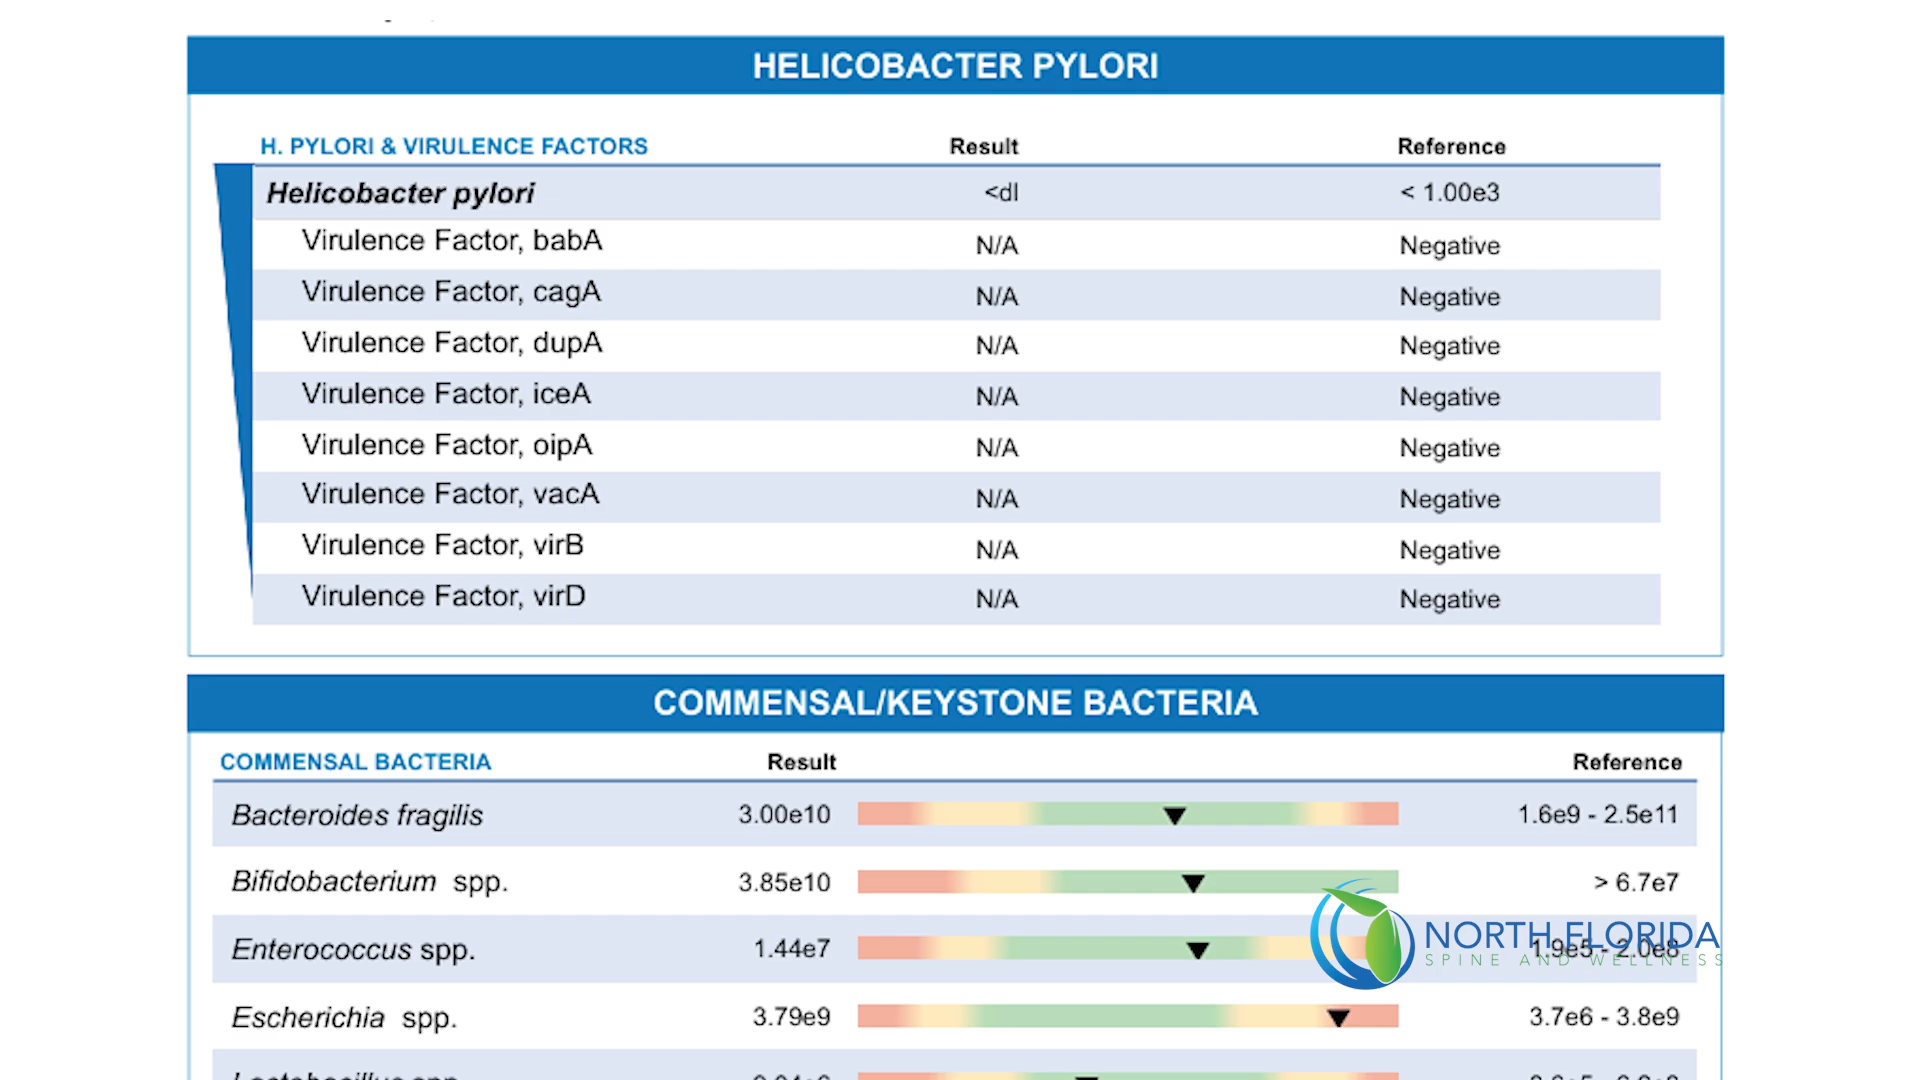 HELICOBACTER PYLORI
H. PYLORI & VIRULENCE FACTORS Result Reference
Helicobacter pylori <dl < 1.00e3
Virulence Factor, babA N/A Negative
Virulence Factor, cagA N/A Negative
Virulence Factor, dupA N/A Negative
Virulence Factor, iceA N/A Negative
Virulence Factor, oipA N/A Negative
Virulence Factor, vacA N/A Negative
Virulence Factor, virB N/A Negative
Virulence Factor, virD N/A Negative
COMMENSAL/KEYSTONE BACTERIA
COMMENSAL BACTERIA Result Reference
Bacteroides fragilis 3.00e10 1.6e9 - 2.5e11
Bifidobacterium spp. 3.85e10 > 6.7e7
Enterococcus spp. 1.44e7 1.9e5 - 2.0e8
NORTH FLORIDA
SPINE AND WELLNESS
Escherichia spp. 3.79e9 3.7e6 - 3.8e9